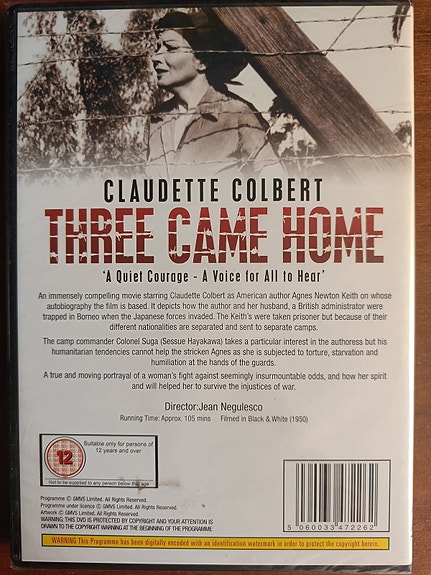 CLAUDETTE COLBERT
THREE CAME HOME
'A Quiet Courage - A Voice for All to Hear'
An immensely compelling movie starring Claudette Colbert as American author Agnes Newton Keith on whose
autobiography the film is based. It depicts how the author and her husband, a British administrator were
trapped in Borneo when the Japanese forces invaded. The Keith's were taken prisoner but because of their
different nationalities are separated and sent to separate camps.
The camp commander Colonel Suga (Sessue Hayakawa) takes a particular interest in the authoress but his
humanitarian tendencies cannot help the stricken Agnes as she is subjected to torture, starvation and
humiliation at the hands of the guards.
A true and moving portrayal of a woman's fight against seemingly insurmountable odds, and how her spirit
and will helped her to survive the injustices of war.
Director:Jean Negulesco
Running Time: Approx. 105 mins Filmed in Black & White (1950)
12
Suitable only for persons of
12 years and over
Not to be supplied to any person below that age
Programme © GMVS Limited. All Rights Reserved.
Programme under licence © GMVS Limited. All Rights Reserved.
Artwork © GMVS Limited. All Rights Reserved.
WARNING: THIS DVD IS PROTECTED BY COPYRIGHT AND YOUR ATTENTION IS
DRAWN TO THE COPYRIGHT WARNING AT THE BEGINNING OF THE PROGRAMME
5 060033 472262
WARNING This Programme has been digitally encoded with an identification watermark in order to protect the copyright herein.